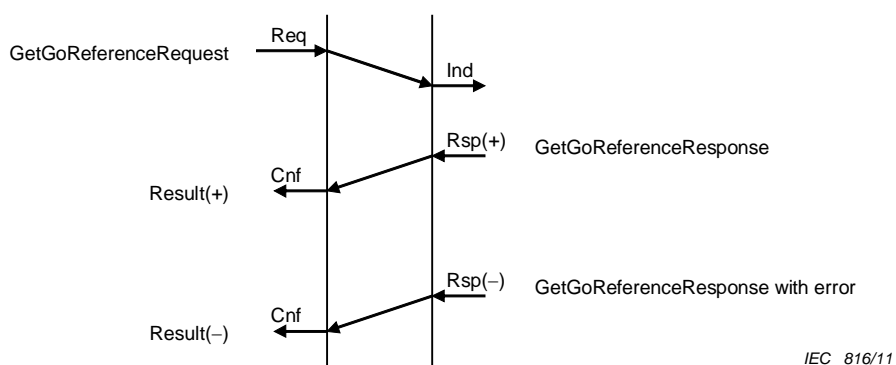 Req
GetGoReferenceRequest
Ind
Rsp(+)
GetGoReferenceResponse
Cnf
Result(+)
Rsp(−)
GetGoReferenceResponse with error
Cnf
Result(−)
IEC 816/11